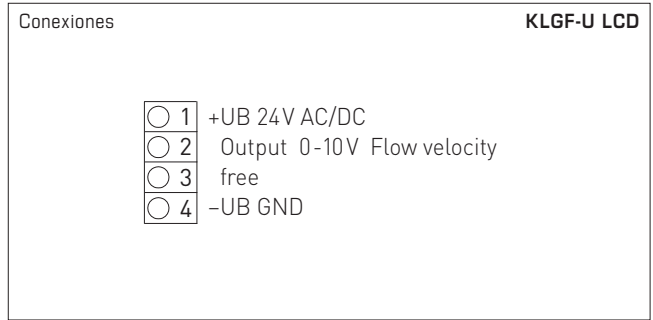 Conexiones KLGF-U LCD
1 +UB 24V AC/DC
2 Output 0-10V Flow velocity
3 free
4 –UB GND